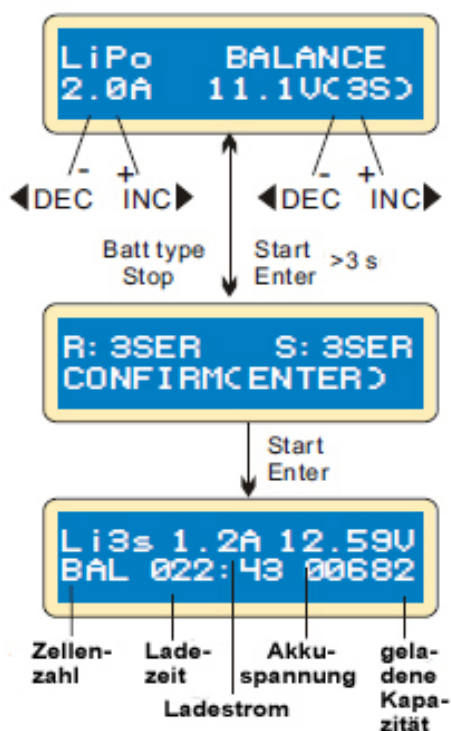 LiPo BALANCE
2.0A 11.1V(3S)
- + - +
◀DEC INC▶ ◀DEC INC▶
Batt type Start
Stop Enter >3 s
R: 3SER S: 3SER
CONFIRM(ENTER)
Start
Enter
Li3s 1.2A 12.59V
BAL 022:43 00682
Zellen- Lade- Akku- gela-
zahl zeit spannung dene
Ladestrom Kapa-
zität